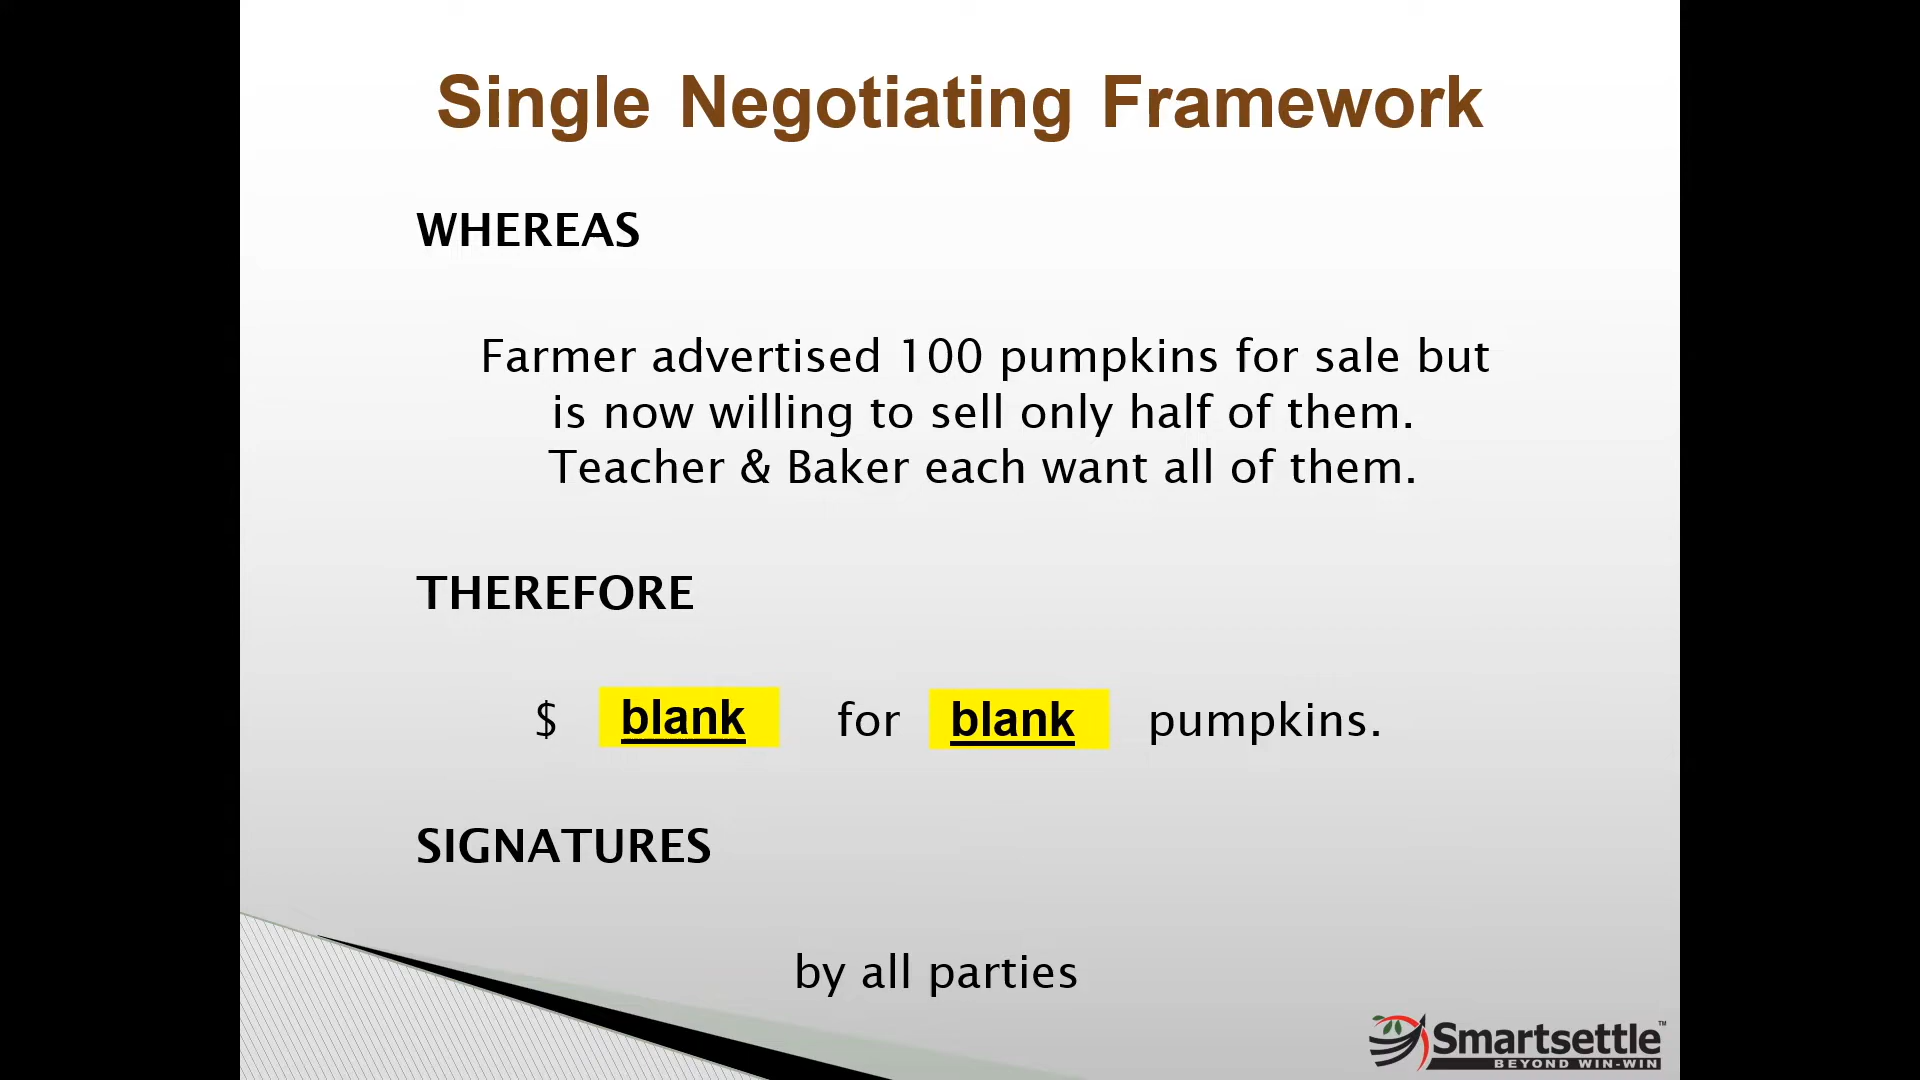 Single Negotiating Framework
WHEREAS
Farmer advertised 100 pumpkins for sale but
is now willing to sell only half of them.
Teacher & Baker each want all of them.
THEREFORE
$ blank for blank pumpkins.
SIGNATURES
by all parties
Smartsettle™
BEYOND WIN-WIN